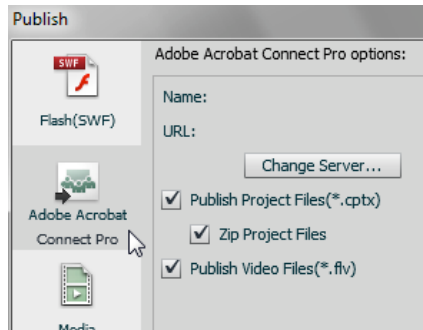 Publish
SWF
Flash(SWF)
Adobe Acrobat
Connect Pro
Media
Adobe Acrobat Connect Pro options:
Name:
URL:
Change Server...
Publish Project Files(*.cptx)
Zip Project Files
Publish Video Files(*.flv)